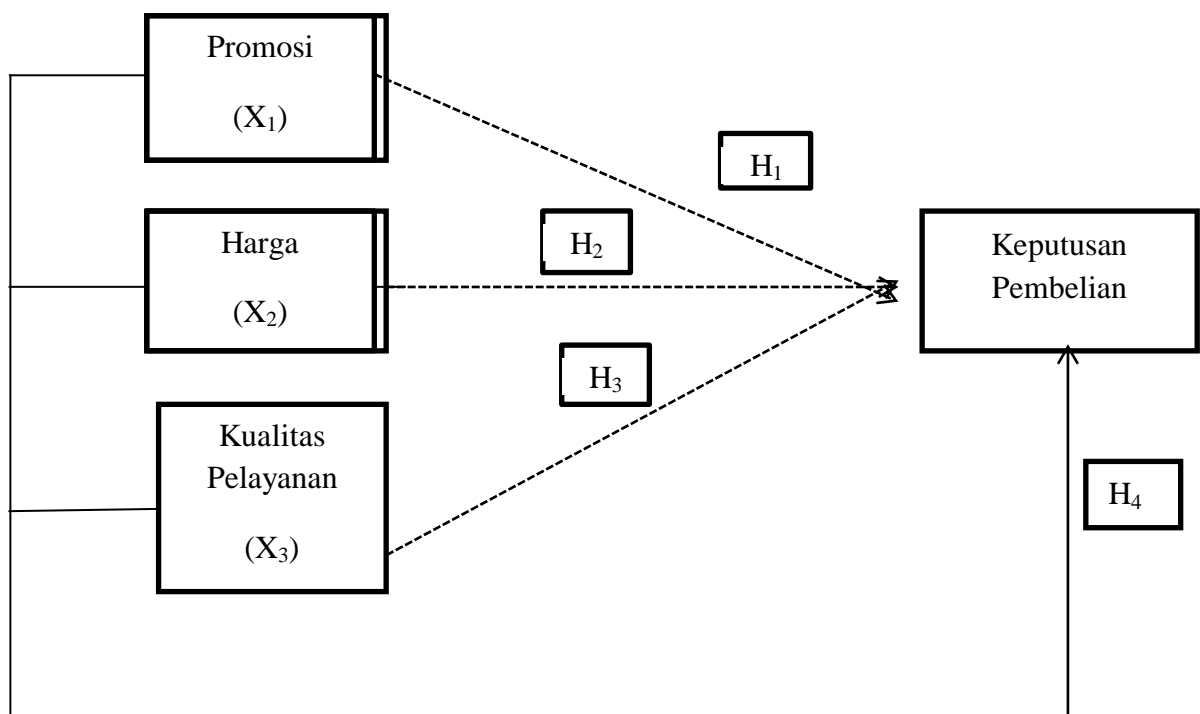 Promosi
(X₁)
H₁
Harga
(X₂)
H₂
Keputusan
Pembelian
H₃
Kualitas
Pelayanan
(X₃)
H₄